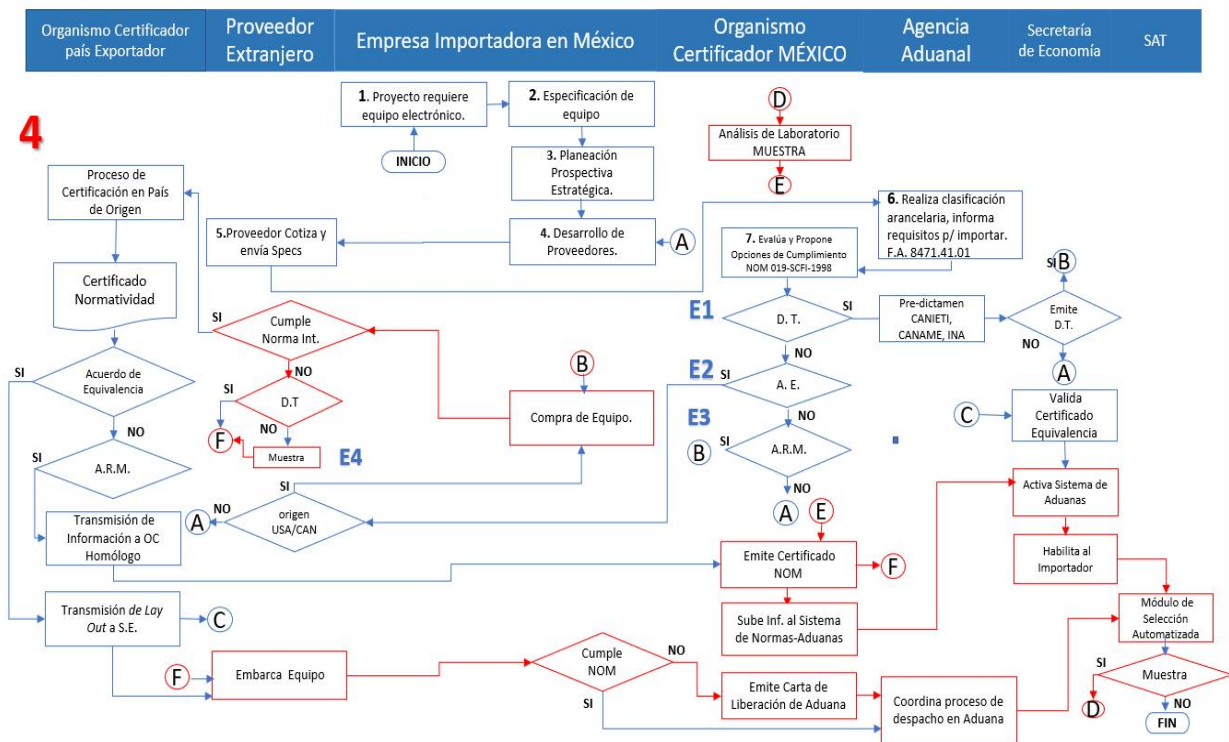 Organismo Certificador
país Exportador
Proveedor
Extranjero
Empresa Importadora en México
Organismo
Certificador MÉXICO
Agencia
Aduanal
Secretaría
de Economía
SAT
4
1. Proyecto requiere
equipo electrónico.
2. Especificación de
equipo
D
Análisis de Laboratorio
MUESTRA
E
INICIO
3. Planeación
Prospectiva
Estratégica.
Proceso de
Certificación en País
de Origen
5.Proveedor Cotiza y
envía Specs
4. Desarrollo de
Proveedores.
A
6. Realiza clasificación
arancelaria, informa
requisitos p/ importar.
F.A. 8471.41.01
7. Evalúa y Propone
Opciones de Cumplimiento
NOM 019-SCFI-1998
Certificado
Normatividad
SI
Cumple
Norma Int.
NO
E1
D. T.
SI
NO
Pre-dictamen
CANIETI,
CANAME, INA
SI
B
Emite
D.T.
NO
A
SI
Acuerdo de
Equivalencia
NO
SI
D.T
NO
F
Muestra
E4
B
Compra de Equipo.
E2
SI
A. E.
NO
E3
SI
B
A.R.M.
NO
A
C
Valida
Certificado
Equivalencia
SI
A.R.M.
Activa Sistema de
Aduanas
A
NO
SI
origen
USA/CAN
E
Transmisión de
Información a OC
Homólogo
Emite Certificado
NOM
F
Habilita al
Importador
Transmisión de Lay
Out a S.E.
C
Sube Inf. al Sistema
de Normas-Aduanas
Módulo de
Selección
Automatizada
F
Embarca Equipo
Cumple
NOM
NO
SI
Emite Carta de
Liberación de Aduana
Coordina proceso de
despacho en Aduana
SI
Muestra
D
NO
FIN